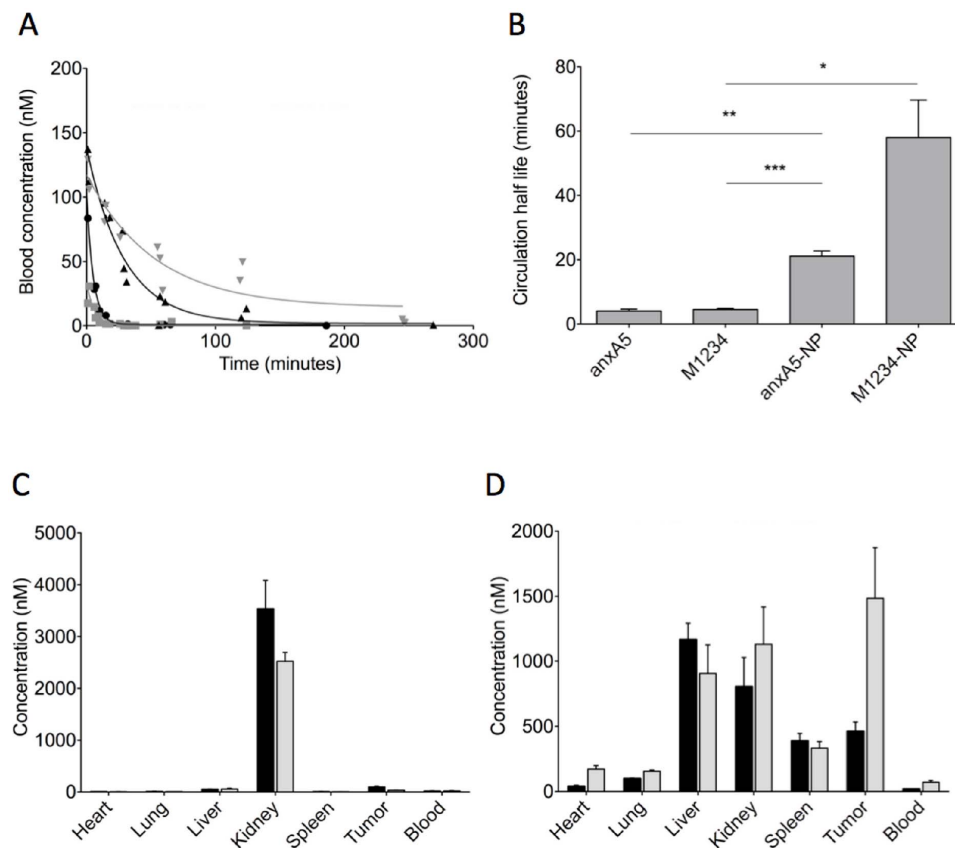 A
Blood concentration (nM)
200
150
100
50
0
0
100
200
300
Time (minutes)
B
Circulation half life (minutes)
80
60
40
20
0
*
**
***
anxA5
M1234
anxA5-NP
M1234-NP
C
Concentration (nM)
5000
4000
3000
2000
1000
0
Heart
Lung
Liver
Kidney
Spleen
Tumor
Blood
D
Concentration (nM)
2000
1500
1000
500
0
Heart
Lung
Liver
Kidney
Spleen
Tumor
Blood